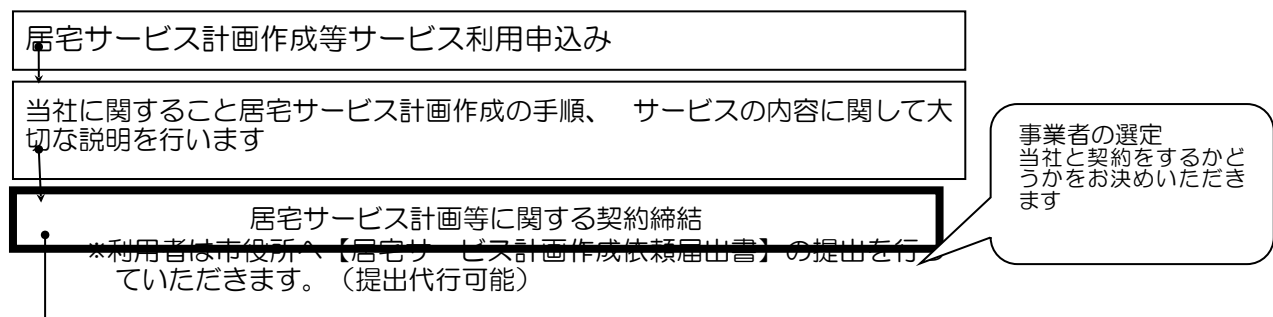 居宅サービス計画作成等サービス利用申込み
当社に関すること居宅サービス計画作成の手順、　サービスの内容に関して大
切な説明を行います
事業者の選定
当社と契約をするかど
うかをお決めいただき
ます
居宅サービス計画等に関する契約締結
※利用者は市役所へ【居宅サービス計画作成依頼届出書】の提出を行っ
ていただきます。（提出代行可能）